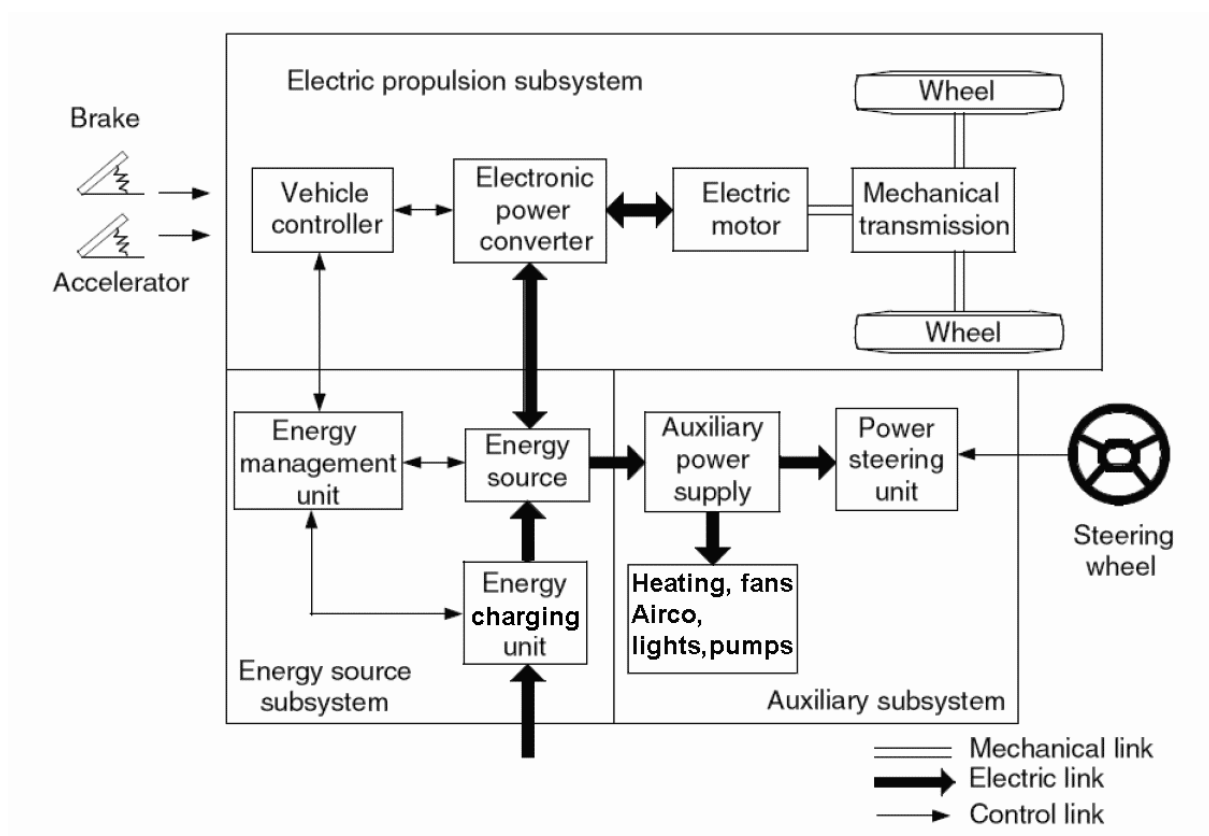 Electric propulsion subsystem
Brake
Accelerator
Vehicle
controller
Electronic
power
converter
Electric
motor
Mechanical
transmission
Wheel
Wheel
Energy
management
unit
Energy
source
Energy
charging
unit
Energy source
subsystem
Auxiliary
power
supply
Power
steering
unit
Heating, fans
Airco,
lights,pumps
Auxiliary subsystem
Steering
wheel
Mechanical link
Electric link
Control link